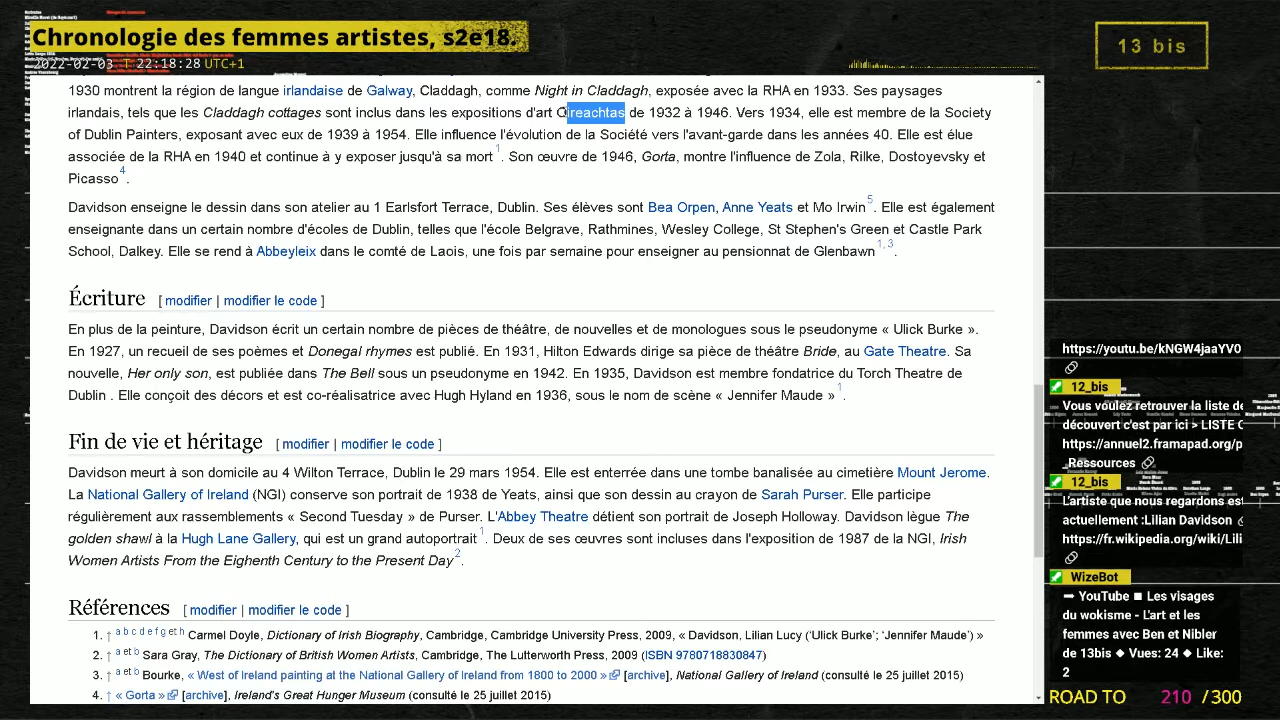 Chronologie des femmes artistes, s2e18.
2022-02-03 T 22:18:28 UTC+1
13 bis
1930 montrent la région de langue irlandaise de Galway, Claddagh, comme Night in Claddagh, exposée avec la RHA en 1933. Ses paysages
irlandais, tels que les Claddagh cottages sont inclus dans les expositions d'art Oireachtas de 1932 à 1946. Vers 1934, elle est membre de la Society
of Dublin Painters, exposant avec eux de 1939 à 1954. Elle influence l'évolution de la Société vers l'avant-garde dans les années 40. Elle est élue
associée de la RHA en 1940 et continue à y exposer jusqu'à sa mort 1. Son œuvre de 1946, Gorta, montre l'influence de Zola, Rilke, Dostoyevsky et
Picasso 4.
Davidson enseigne le dessin dans son atelier au 1 Earlsfort Terrace, Dublin. Ses élèves sont Bea Orpen, Anne Yeats et Mo Irwin 5. Elle est également
enseignante dans un certain nombre d'écoles de Dublin, telles que l'école Belgrave, Rathmines, Wesley College, St Stephen's Green et Castle Park
School, Dalkey. Elle se rend à Abbeyleix dans le comté de Laois, une fois par semaine pour enseigner au pensionnat de Glenbawn 1, 3.
Écriture [ modifier | modifier le code ]
En plus de la peinture, Davidson écrit un certain nombre de pièces de théâtre, de nouvelles et de monologues sous le pseudonyme « Ulick Burke ».
En 1927, un recueil de ses poèmes et Donegal rhymes est publié. En 1931, Hilton Edwards dirige sa pièce de théâtre Bride, au Gate Theatre. Sa
nouvelle, Her only son, est publiée dans The Bell sous un pseudonyme en 1942. En 1935, Davidson est membre fondatrice du Torch Theatre de
Dublin . Elle conçoit des décors et est co-réalisatrice avec Hugh Hyland en 1936, sous le nom de scène « Jennifer Maude » 1.
Fin de vie et héritage [ modifier | modifier le code ]
Davidson meurt à son domicile au 4 Wilton Terrace, Dublin le 29 mars 1954. Elle est enterrée dans une tombe banalisée au cimetière Mount Jerome.
La National Gallery of Ireland (NGI) conserve son portrait de 1938 de Yeats, ainsi que son dessin au crayon de Sarah Purser. Elle participe
régulièrement aux rassemblements « Second Tuesday » de Purser. L'Abbey Theatre détient son portrait de Joseph Holloway. Davidson lègue The
golden shawl à la Hugh Lane Gallery, qui est un grand autoportrait 1. Deux de ses œuvres sont incluses dans l'exposition de 1987 de la NGI, Irish
Women Artists From the Eighenth Century to the Present Day 2.
Références [ modifier | modifier le code ]
1. ↑ a b c d e f g et h Carmel Doyle, Dictionary of Irish Biography, Cambridge, Cambridge University Press, 2009, « Davidson, Lilian Lucy ('Ulick Burke'; 'Jennifer Maude') »
2. ↑ a et b Sara Gray, The Dictionary of British Women Artists, Cambridge, The Lutterworth Press, 2009 (ISBN 9780718830847)
3. ↑ a et b Bourke, « West of Ireland painting at the National Gallery of Ireland from 1800 to 2000 » [archive], National Gallery of Ireland (consulté le 25 juillet 2015)
4. ↑ « Gorta » [archive], Ireland's Great Hunger Museum (consulté le 25 juillet 2015)
https://youtu.be/kNGW4jaaYV0
12_bis
Vous voulez retrouver la liste de
découvert c'est par ici > LISTE
https://annuel2.framapad.org/p
_Ressources
12_bis
L'artiste que nous regardons est
actuellement :Lilian Davidson
https://fr.wikipedia.org/wiki/Lili
WizeBot
➡ YouTube ■ Les visages
du wokisme - L'art et les
femmes avec Ben et Nibler
de 13bis ◆ Vues: 24 ◆ Like:
2
ROAD TO 210 / 300